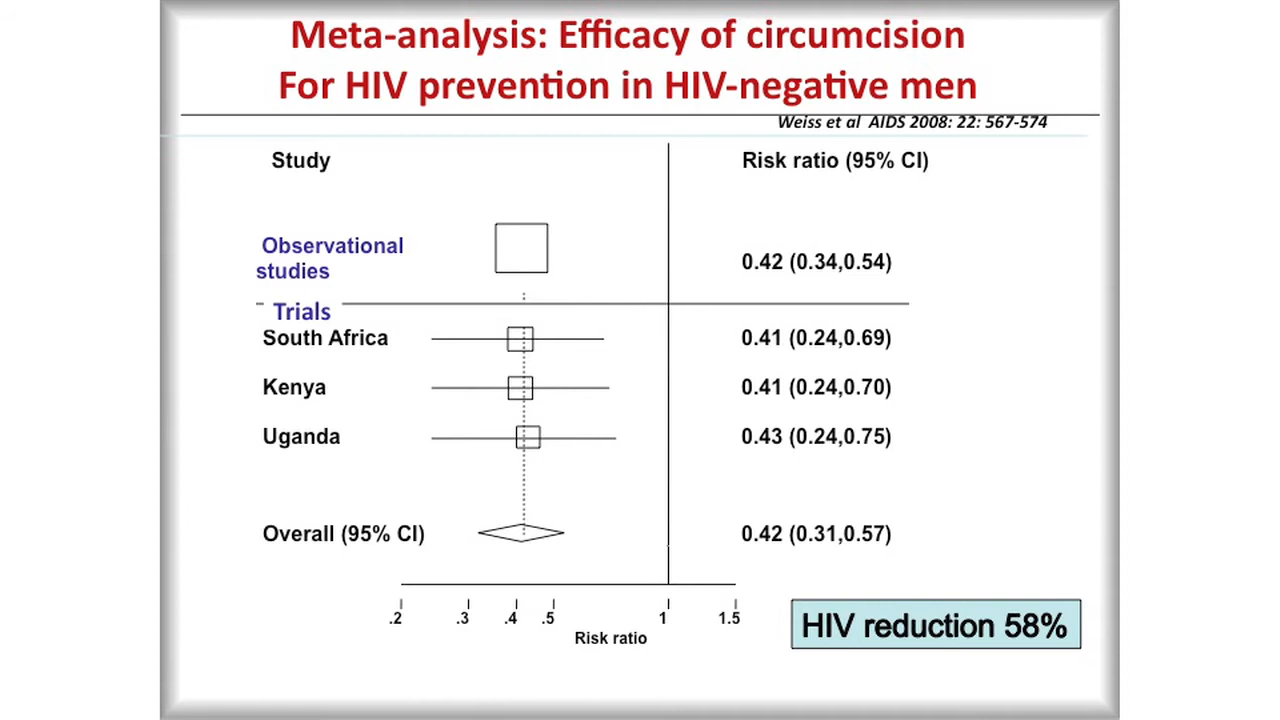 Meta-analysis: Efficacy of circumcision
For HIV prevention in HIV-negative men
Weiss et al AIDS 2008: 22: 567-574
Study Risk ratio (95% CI)
Observational
studies
0.42 (0.34,0.54)
Trials
South Africa 0.41 (0.24,0.69)
Kenya 0.41 (0.24,0.70)
Uganda 0.43 (0.24,0.75)
Overall (95% CI) 0.42 (0.31,0.57)
.2 .3 .4 .5 1 1.5
Risk ratio
HIV reduction 58%